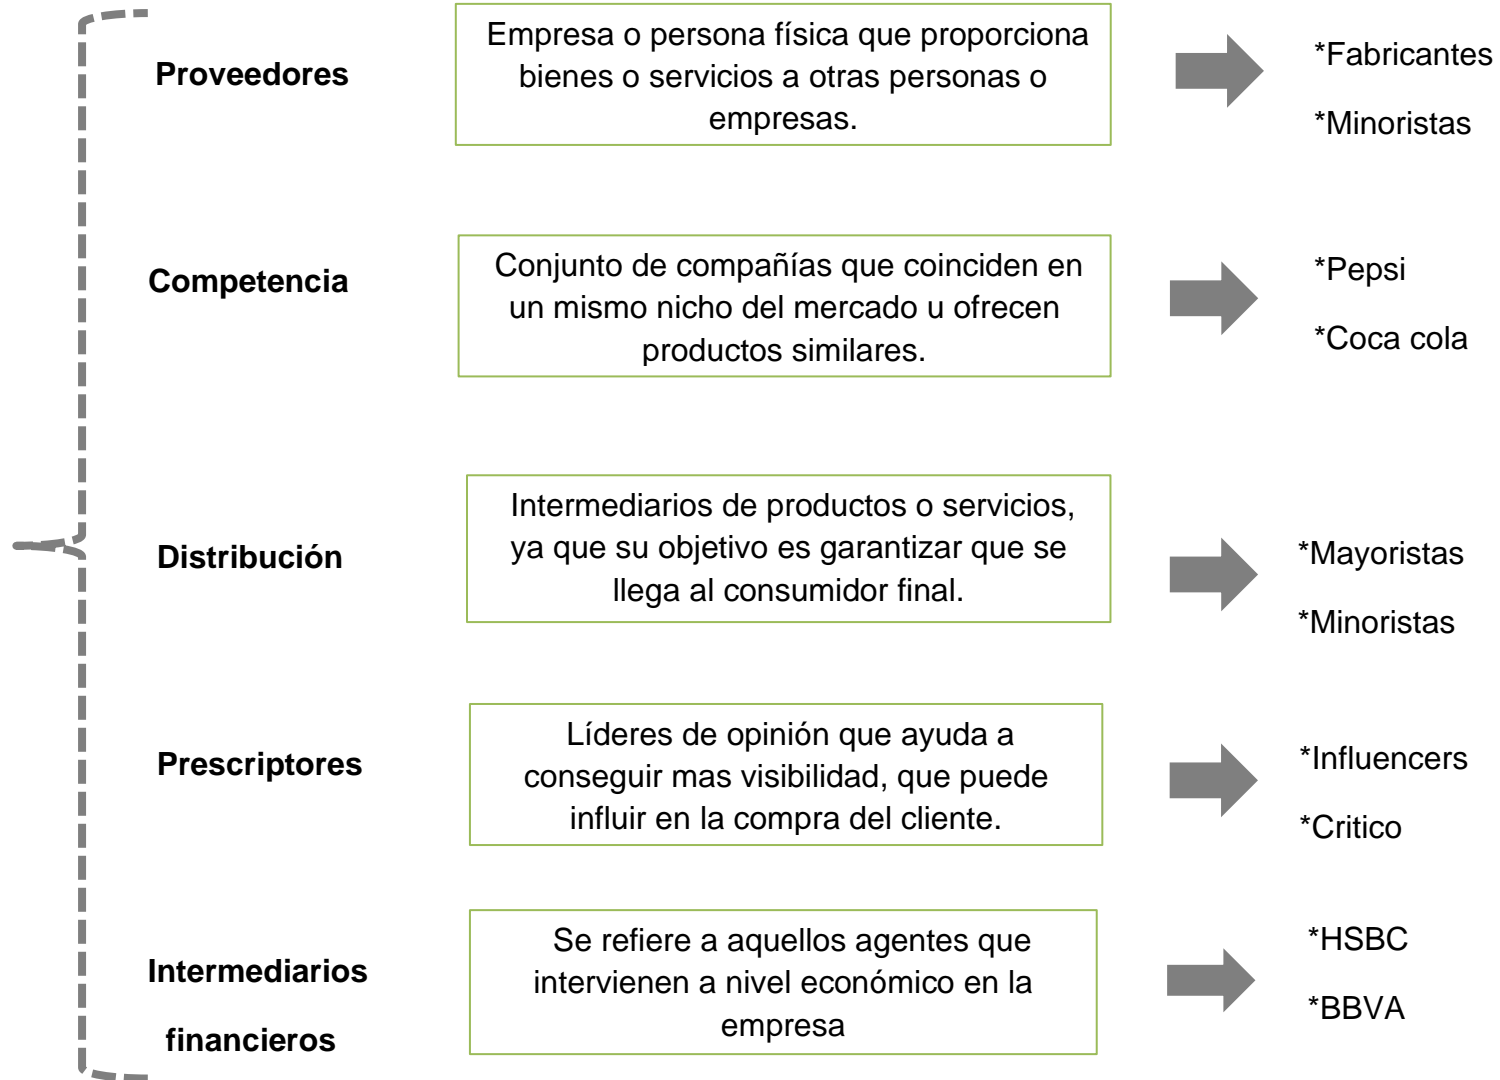 Proveedores
Empresa o persona física que proporciona
bienes o servicios a otras personas o
empresas.
*Fabricantes
*Minoristas
Competencia
Conjunto de compañías que coinciden en
un mismo nicho del mercado u ofrecen
productos similares.
*Pepsi
*Coca cola
Distribución
Intermediarios de productos o servicios,
ya que su objetivo es garantizar que se
llega al consumidor final.
*Mayoristas
*Minoristas
Prescriptores
Líderes de opinión que ayuda a
conseguir mas visibilidad, que puede
influir en la compra del cliente.
*Influencers
*Critico
Intermediarios
financieros
Se refiere a aquellos agentes que
intervienen a nivel económico en la
empresa
*HSBC
*BBVA